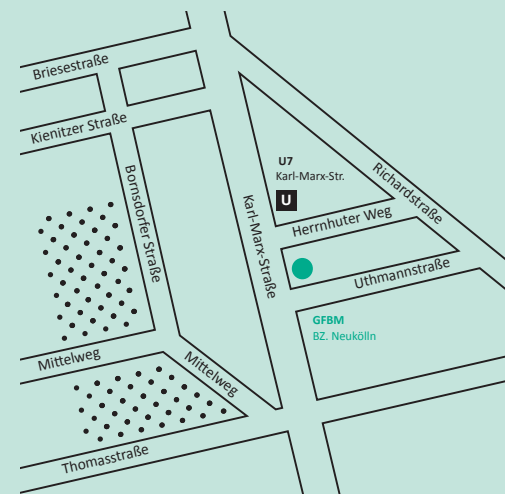 Briesestraße
Kienitzer Straße
Bornsdorfer Straße
U7
Karl-Marx-Str.
U
Richardstraße
Karl-Marx-Straße
Herrnhuter Weg
Uthmannstraße
GFBM
BZ. Neukölln
Mittelweg
Mittelweg
Thomasstraße